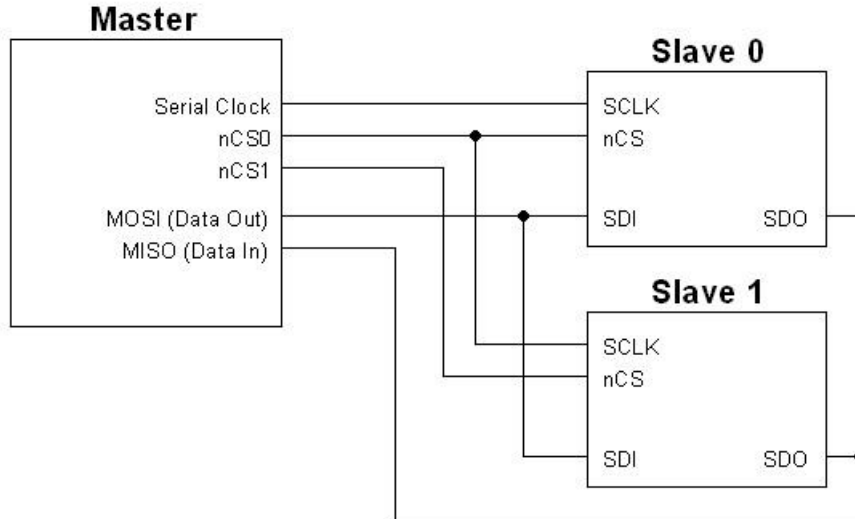 Master
Serial Clock
nCS0
nCS1
MOSI (Data Out)
MISO (Data In)
Slave 0
SCLK
nCS
SDI
SDO
Slave 1
SCLK
nCS
SDI
SDO